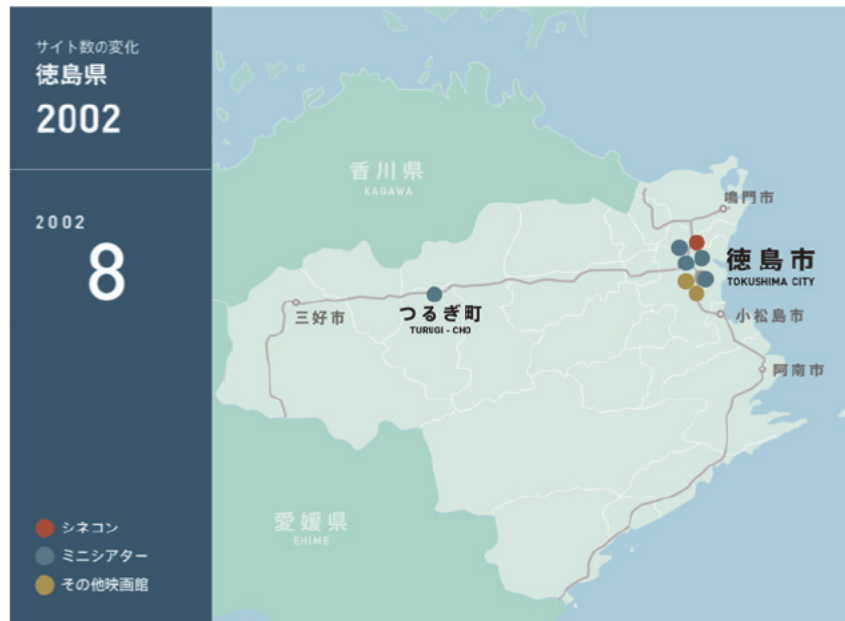 サイト数の変化
徳島県
2002
2002
8
シネコン
ミニシアター
その他映画館
香川県
KAGAWA
鳴門市
徳島市
TOKUSHIMA CITY
つるぎ町
TURUGI - CHO
三好市
小松島市
阿南市
愛媛県
EHIME